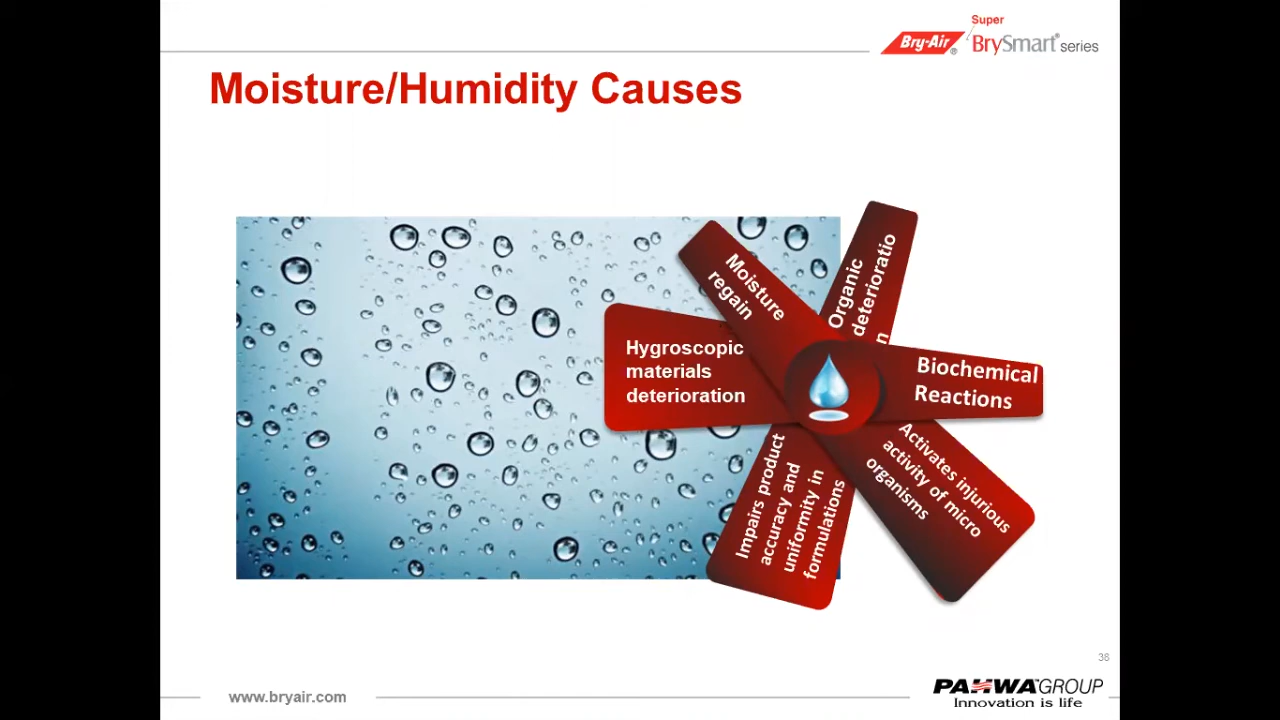 Super
Bry-Air®
BrySmart® series
Moisture/Humidity Causes
Moisture
regain
Organic
deterioratio
n
Hygroscopic
materials
deterioration
Biochemical
Reactions
Activates injurious
activity of micro
organisms
Impairs product
accuracy and
uniformity in
formulations
38
www.bryair.com
PAHWA GROUP
Innovation is life